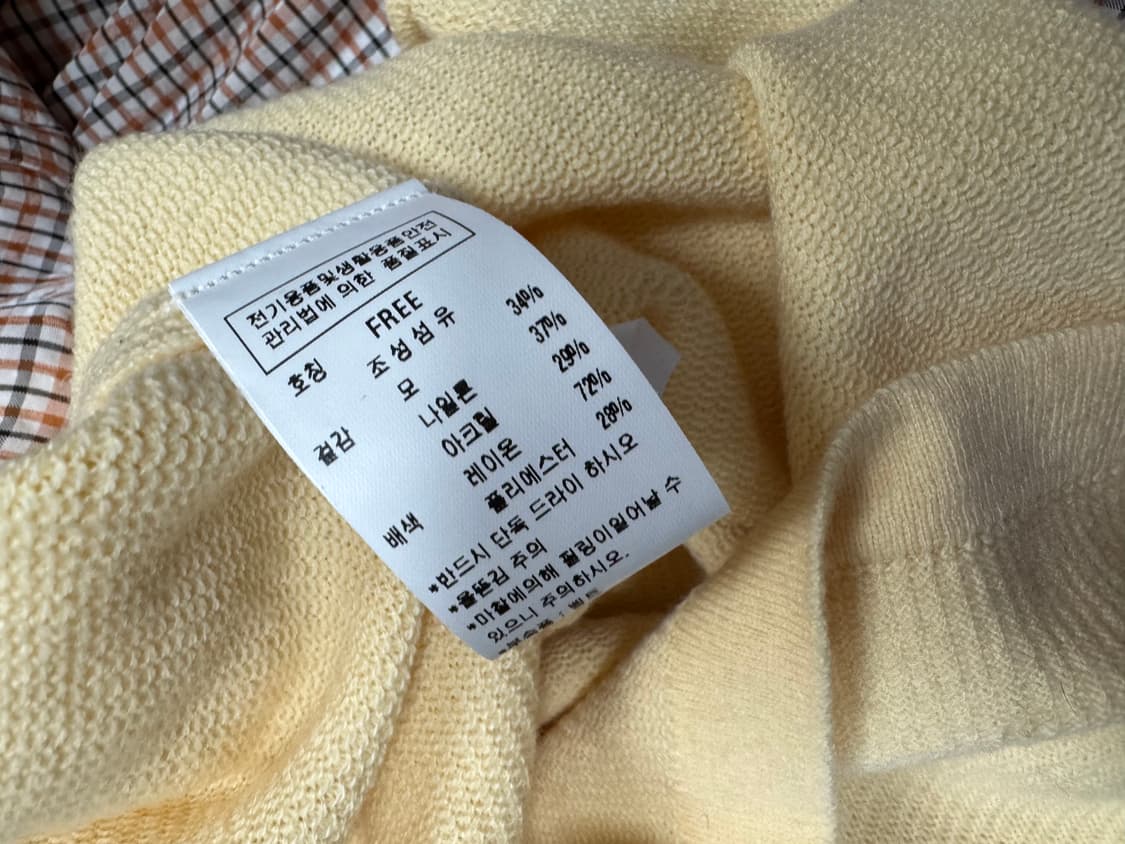 전기용품및생활용품안전
관리법에 의한 품질표시
호칭 FREE
조성섬유
겉감 모 34%
나일론 37%
아크릴 29%
배색 레이온 72%
폴리에스터 28%
*반드시 단독 드라이 하시오
*올뜯김 주의
*마찰에의해 필링이일어날 수
있으니 주의하시오.
*부속품 :